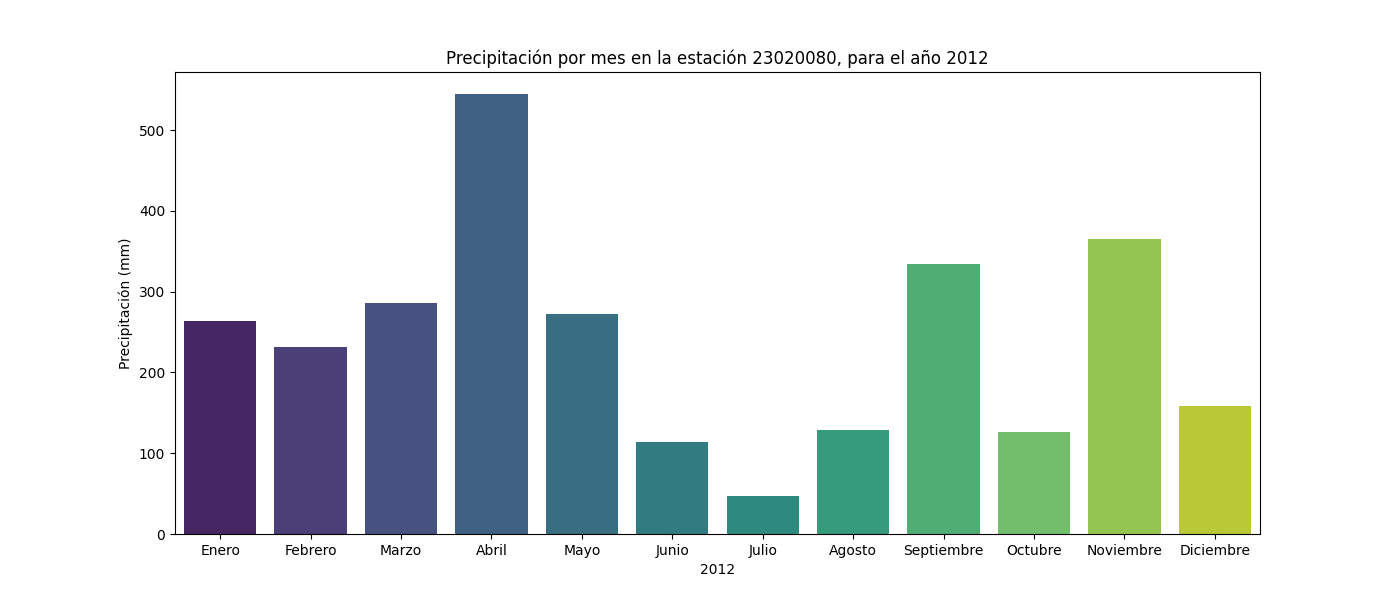 Precipitación por mes en la estación 23020080, para el año 2012
Precipitación (mm)
500
400
300
200
100
0
Enero Febrero Marzo Abril Mayo Junio Julio Agosto Septiembre Octubre Noviembre Diciembre
2012